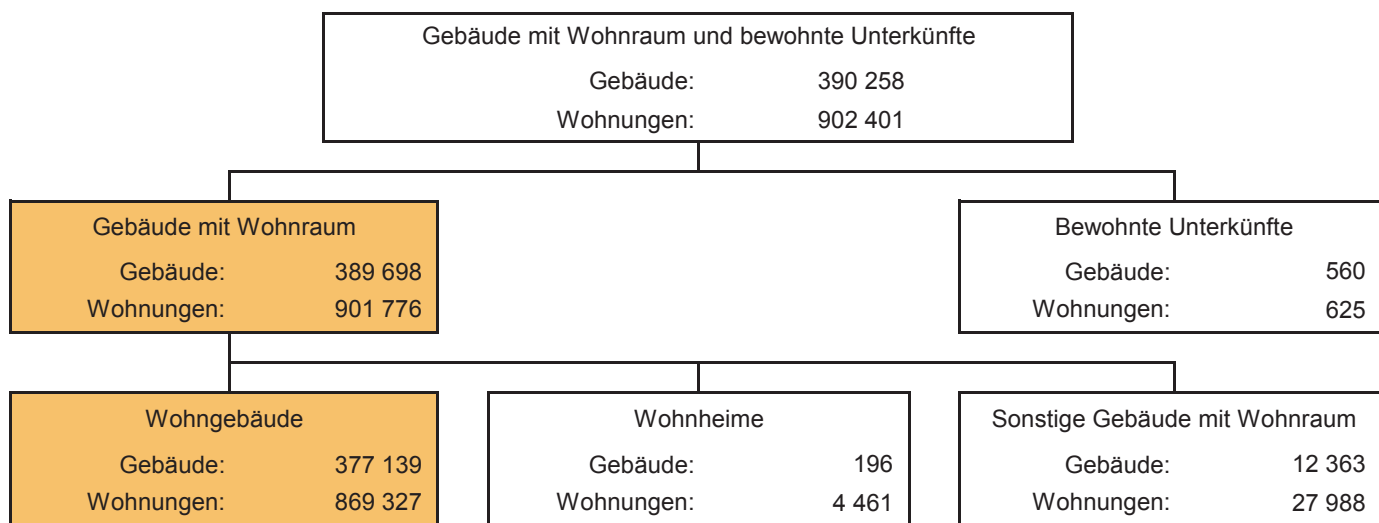 Gebäude mit Wohnraum und bewohnte Unterkünfte
Gebäude: 390 258
Wohnungen: 902 401
Gebäude mit Wohnraum
Gebäude: 389 698
Wohnungen: 901 776
Bewohnte Unterkünfte
Gebäude: 560
Wohnungen: 625
Wohngebäude
Gebäude: 377 139
Wohnungen: 869 327
Wohnheime
Gebäude: 196
Wohnungen: 4 461
Sonstige Gebäude mit Wohnraum
Gebäude: 12 363
Wohnungen: 27 988